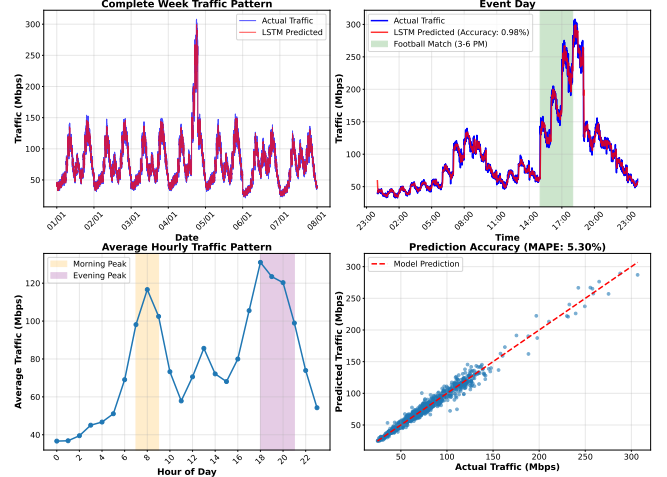 Complete Week Traffic Pattern
Traffic (Mbps)
300
250
200
150
100
50
Actual Traffic
LSTM Predicted
01/01
02/01
03/01
04/01
05/01
06/01
07/01
08/01
Date
Event Day
Traffic (Mbps)
300
250
200
150
100
50
Actual Traffic
LSTM Predicted (Accuracy: 0.98%)
Football Match (3-6 PM)
23:00
02:00
05:00
08:00
11:00
14:00
17:00
20:00
23:00
Time
Average Hourly Traffic Pattern
Average Traffic (Mbps)
120
100
80
60
40
Morning Peak
Evening Peak
0
2
4
6
8
10
12
14
16
18
20
22
Hour of Day
Prediction Accuracy (MAPE: 5.30%)
Predicted Traffic (Mbps)
300
250
200
150
100
50
Model Prediction
50
100
150
200
250
300
Actual Traffic (Mbps)